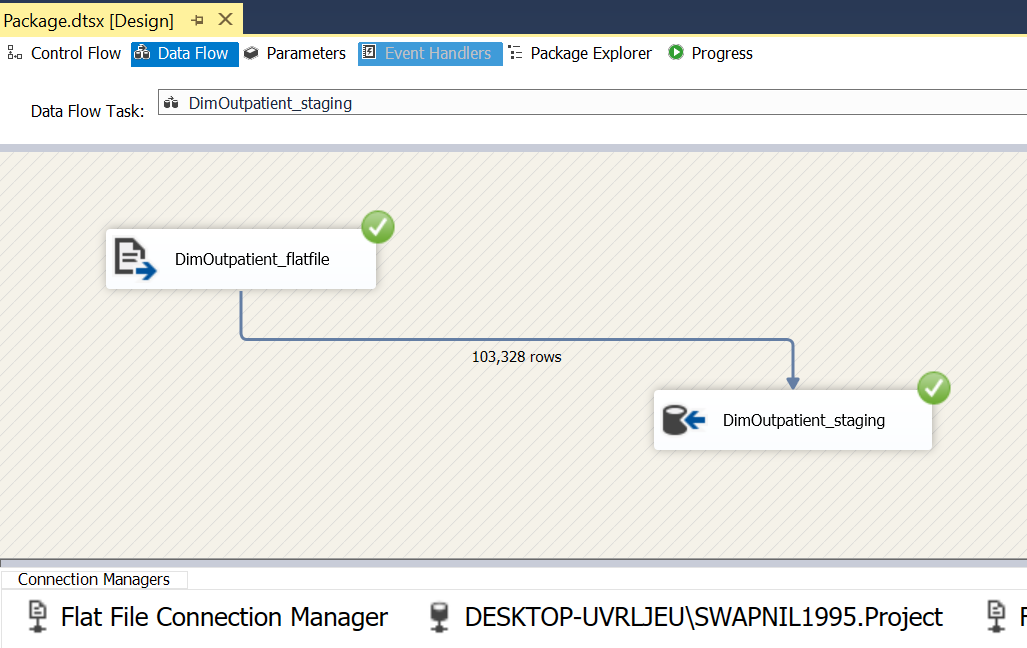 Package.dtsx [Design]
Control Flow Data Flow Parameters Event Handlers Package Explorer Progress
Data Flow Task: DimOutpatient_staging
DimOutpatient_flatfile
103,328 rows
DimOutpatient_staging
Connection Managers
Flat File Connection Manager DESKTOP-UVRLJEU\SWAPNIL1995.Project